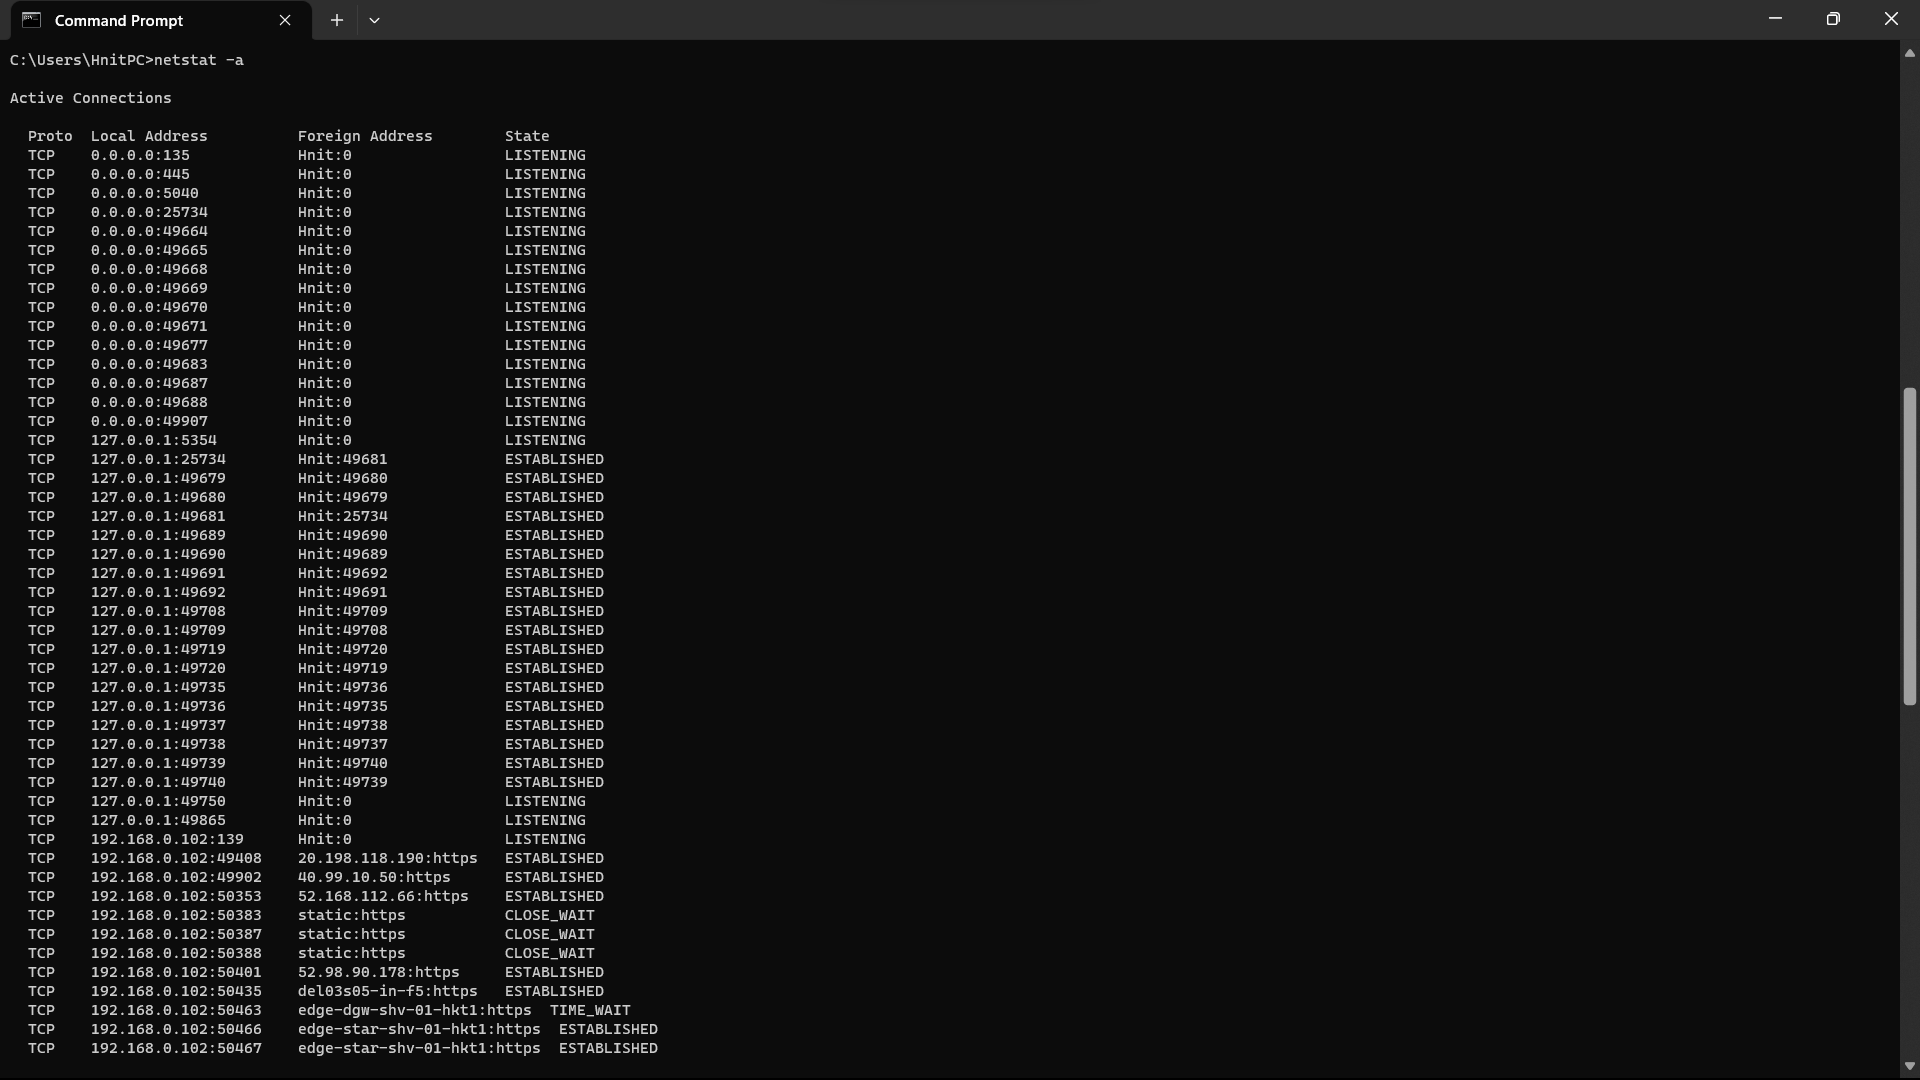 Command Prompt
C:\Users\HnitPC>netstat -a
Active Connections
Proto  Local Address          Foreign Address        State
TCP    0.0.0.0:135            Hnit:0                 LISTENING
TCP    0.0.0.0:445            Hnit:0                 LISTENING
TCP    0.0.0.0:5040           Hnit:0                 LISTENING
TCP    0.0.0.0:25734          Hnit:0                 LISTENING
TCP    0.0.0.0:49664          Hnit:0                 LISTENING
TCP    0.0.0.0:49665          Hnit:0                 LISTENING
TCP    0.0.0.0:49668          Hnit:0                 LISTENING
TCP    0.0.0.0:49669          Hnit:0                 LISTENING
TCP    0.0.0.0:49670          Hnit:0                 LISTENING
TCP    0.0.0.0:49671          Hnit:0                 LISTENING
TCP    0.0.0.0:49677          Hnit:0                 LISTENING
TCP    0.0.0.0:49683          Hnit:0                 LISTENING
TCP    0.0.0.0:49687          Hnit:0                 LISTENING
TCP    0.0.0.0:49688          Hnit:0                 LISTENING
TCP    0.0.0.0:49907          Hnit:0                 LISTENING
TCP    127.0.0.1:5354         Hnit:0                 LISTENING
TCP    127.0.0.1:25734        Hnit:49681             ESTABLISHED
TCP    127.0.0.1:49679        Hnit:49680             ESTABLISHED
TCP    127.0.0.1:49680        Hnit:49679             ESTABLISHED
TCP    127.0.0.1:49681        Hnit:25734             ESTABLISHED
TCP    127.0.0.1:49689        Hnit:49690             ESTABLISHED
TCP    127.0.0.1:49690        Hnit:49689             ESTABLISHED
TCP    127.0.0.1:49691        Hnit:49692             ESTABLISHED
TCP    127.0.0.1:49692        Hnit:49691             ESTABLISHED
TCP    127.0.0.1:49708        Hnit:49709             ESTABLISHED
TCP    127.0.0.1:49709        Hnit:49708             ESTABLISHED
TCP    127.0.0.1:49719        Hnit:49720             ESTABLISHED
TCP    127.0.0.1:49720        Hnit:49719             ESTABLISHED
TCP    127.0.0.1:49735        Hnit:49736             ESTABLISHED
TCP    127.0.0.1:49736        Hnit:49735             ESTABLISHED
TCP    127.0.0.1:49737        Hnit:49738             ESTABLISHED
TCP    127.0.0.1:49738        Hnit:49737             ESTABLISHED
TCP    127.0.0.1:49739        Hnit:49740             ESTABLISHED
TCP    127.0.0.1:49740        Hnit:49739             ESTABLISHED
TCP    127.0.0.1:49750        Hnit:0                 LISTENING
TCP    127.0.0.1:49865        Hnit:0                 LISTENING
TCP    192.168.0.102:139      Hnit:0                 LISTENING
TCP    192.168.0.102:49408    20.198.118.190:https   ESTABLISHED
TCP    192.168.0.102:49902    40.99.10.50:https      ESTABLISHED
TCP    192.168.0.102:50353    52.168.112.66:https    ESTABLISHED
TCP    192.168.0.102:50383    static:https           CLOSE_WAIT
TCP    192.168.0.102:50387    static:https           CLOSE_WAIT
TCP    192.168.0.102:50388    static:https           CLOSE_WAIT
TCP    192.168.0.102:50401    52.98.90.178:https     ESTABLISHED
TCP    192.168.0.102:50435    del03s05-in-f5:https   ESTABLISHED
TCP    192.168.0.102:50463    edge-dgw-shv-01-hkt1:https  TIME_WAIT
TCP    192.168.0.102:50466    edge-star-shv-01-hkt1:https  ESTABLISHED
TCP    192.168.0.102:50467    edge-star-shv-01-hkt1:https  ESTABLISHED